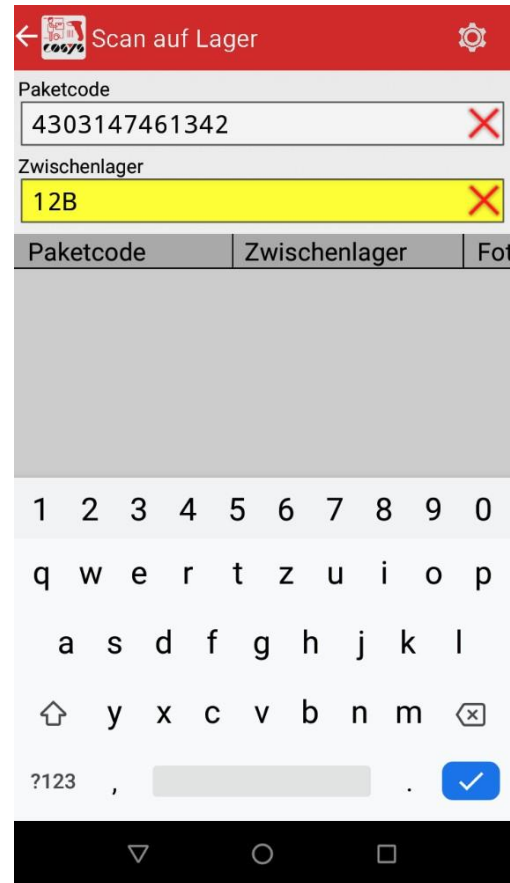 COSYS Scan auf Lager
Paketcode
4303147461342
Zwischenlager
12B
Paketcode Zwischenlager Fot
1 2 3 4 5 6 7 8 9 0
q w e r t z u i o p
a s d f g h j k l
y x c v b n m
?123 , .